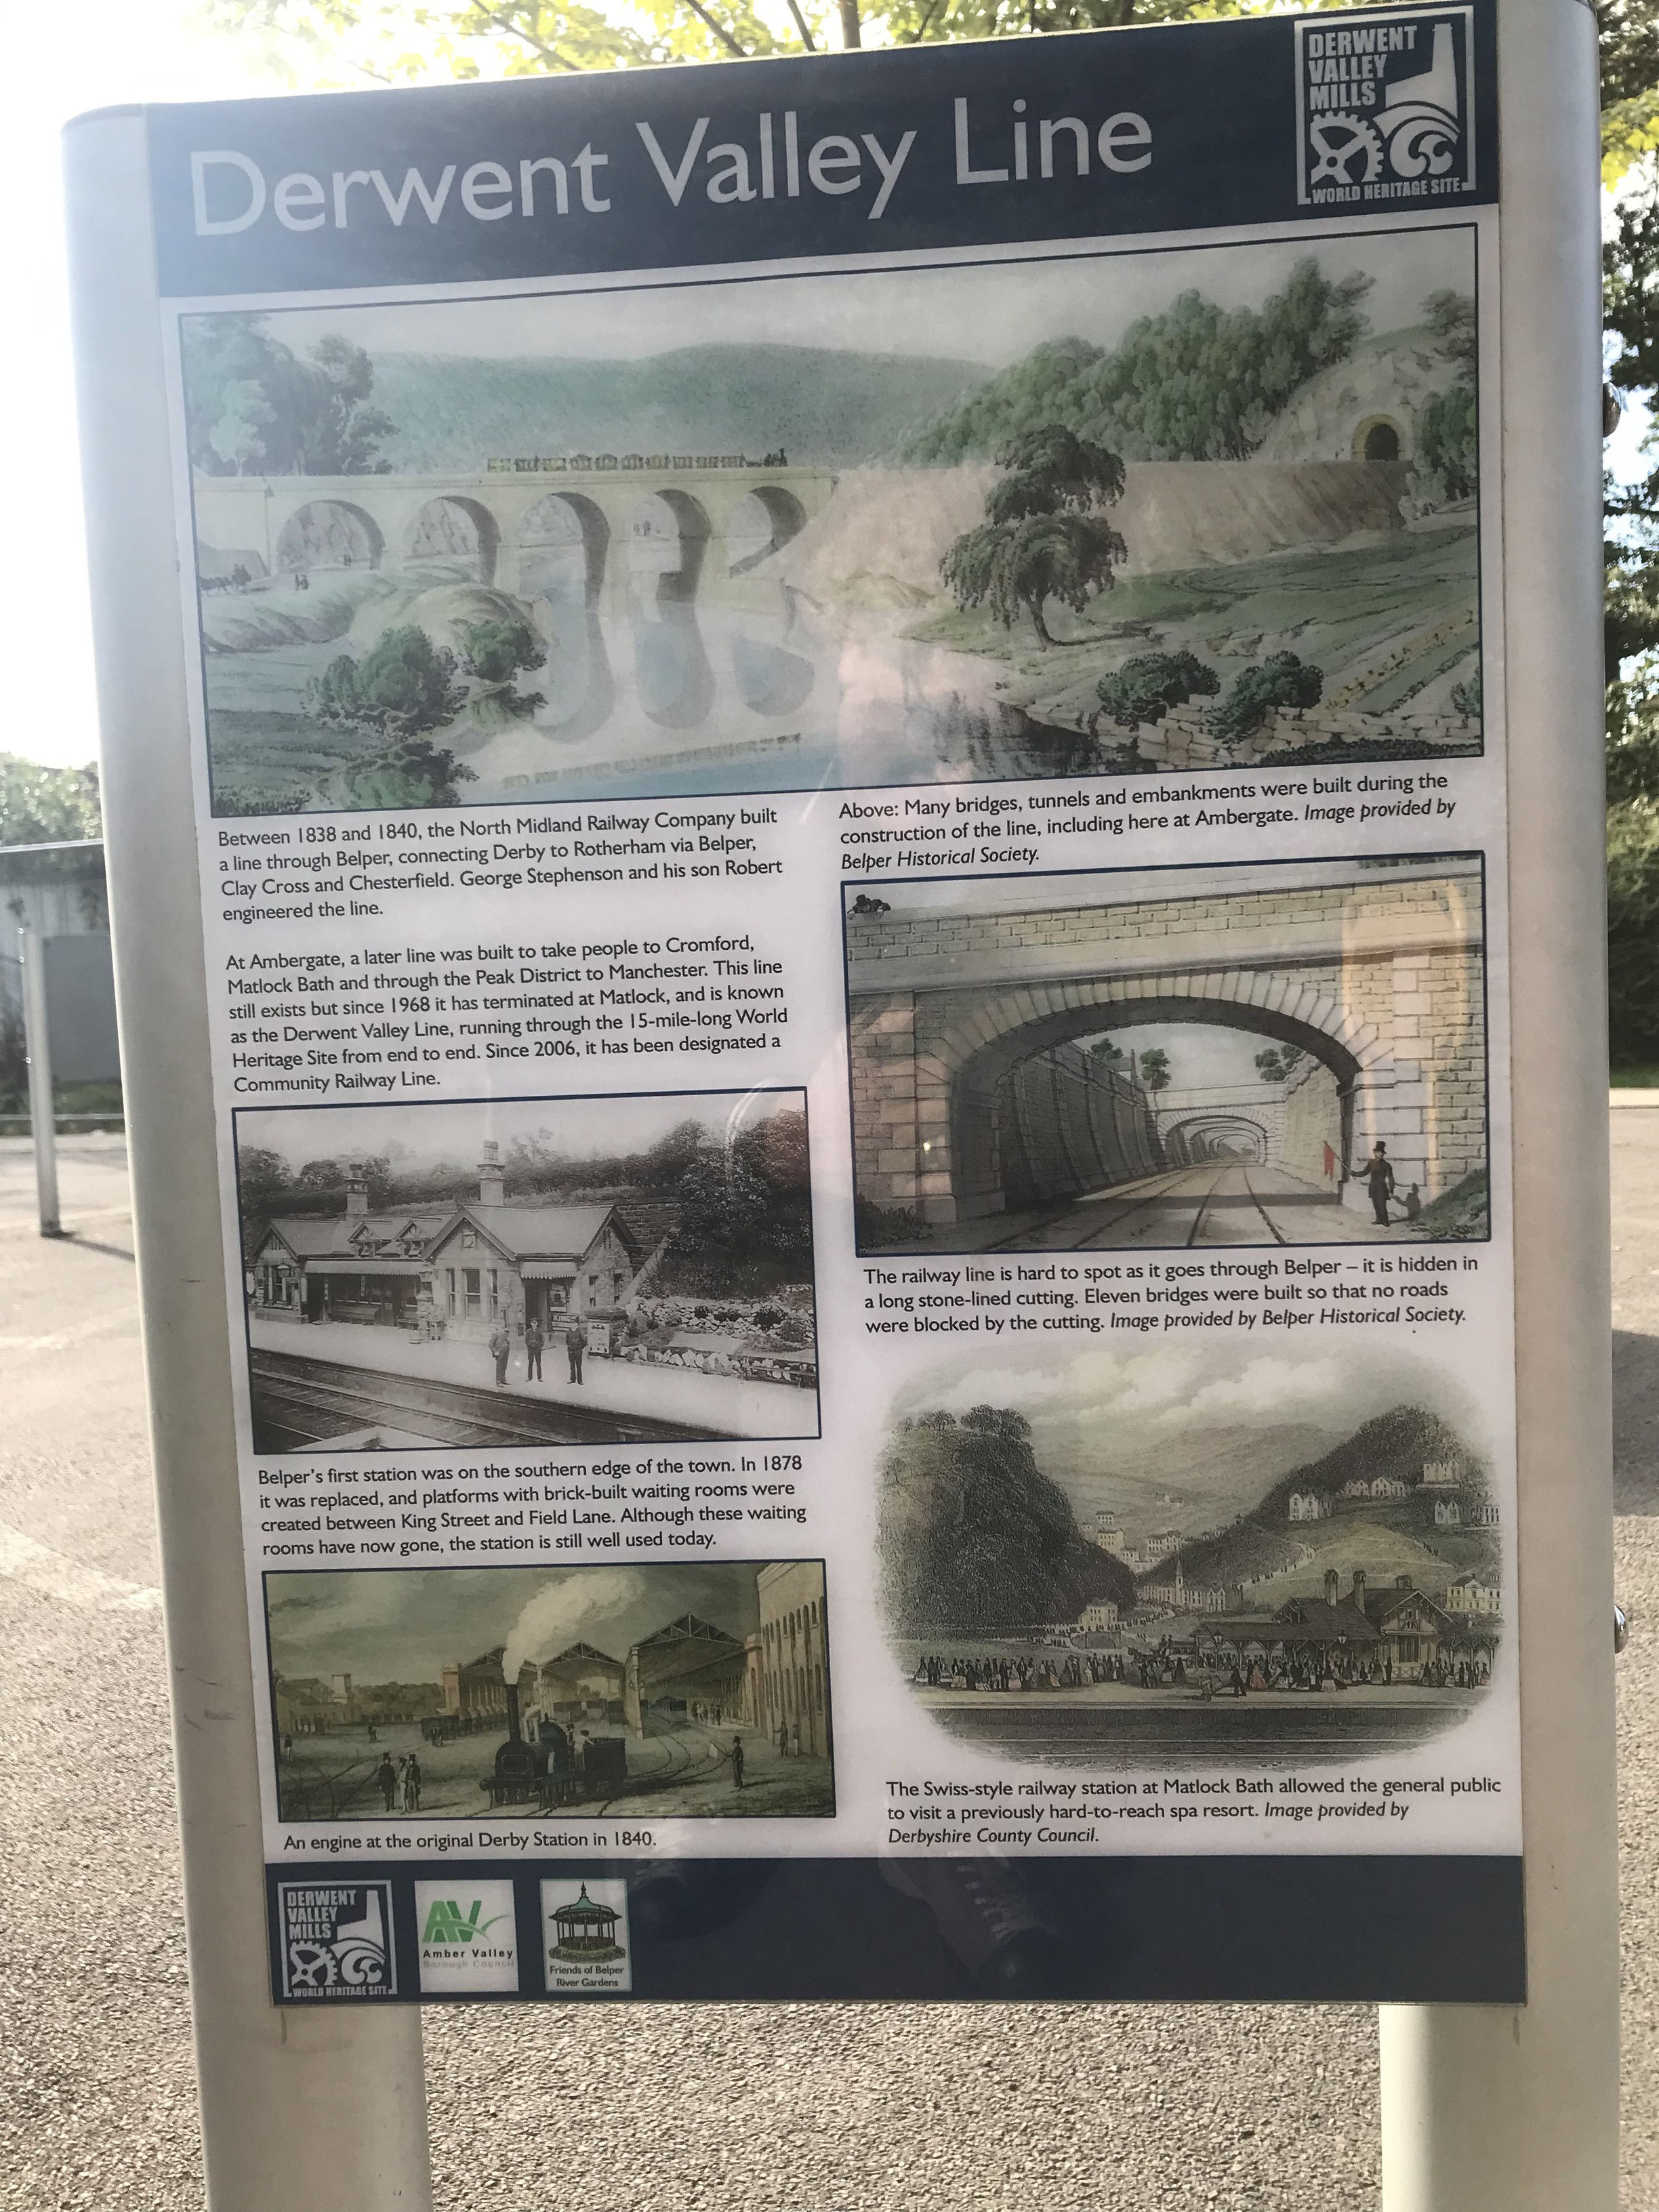 Derwent Valley Line
DERWENT
VALLEY
MILLS
WORLD HERITAGE SITE
Between 1838 and 1840, the North Midland Railway Company built
a line through Belper, connecting Derby to Rotherham via Belper,
Clay Cross and Chesterfield. George Stephenson and his son Robert
engineered the line.
At Ambergate, a later line was built to take people to Cromford,
Matlock Bath and through the Peak District to Manchester. This line
still exists but since 1968 it has terminated at Matlock, and is known
as the Derwent Valley Line, running through the 15-mile-long World
Heritage Site from end to end. Since 2006, it has been designated a
Community Railway Line.
Belper's first station was on the southern edge of the town. In 1878
it was replaced, and platforms with brick-built waiting rooms were
created between King Street and Field Lane. Although these waiting
rooms have now gone, the station is still well used today.
An engine at the original Derby Station in 1840.
Above: Many bridges, tunnels and embankments were built during the
construction of the line, including here at Ambergate. Image provided by
Belper Historical Society.
The railway line is hard to spot as it goes through Belper – it is hidden in
a long stone-lined cutting. Eleven bridges were built so that no roads
were blocked by the cutting. Image provided by Belper Historical Society.
The Swiss-style railway station at Matlock Bath allowed the general public
to visit a previously hard-to-reach spa resort. Image provided by
Derbyshire County Council.
DERWENT
VALLEY
MILLS
WORLD HERITAGE SITE
AV
Amber Valley
Borough Council
Friends of Belper
River Gardens